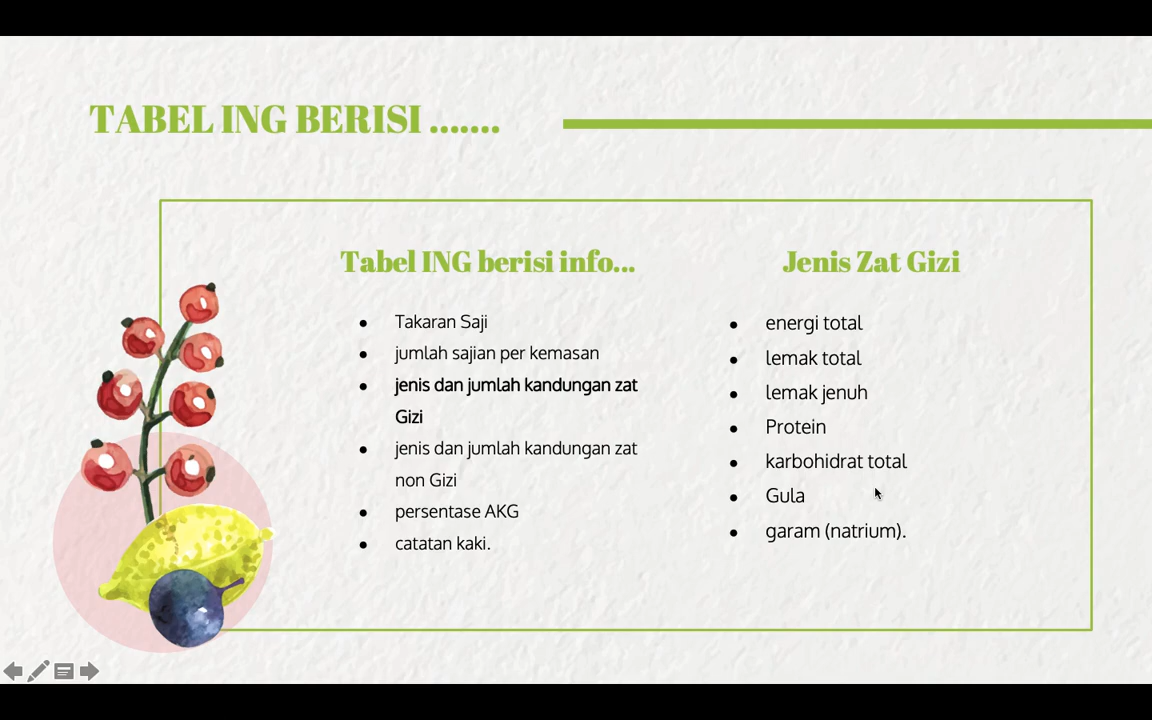 TABEL ING BERISI .......
Tabel ING berisi info...
Takaran Saji
jumlah sajian per kemasan
jenis dan jumlah kandungan zat
Gizi
jenis dan jumlah kandungan zat
non Gizi
persentase AKG
catatan kaki.
Jenis Zat Gizi
energi total
lemak total
lemak jenuh
Protein
karbohidrat total
Gula
garam (natrium).